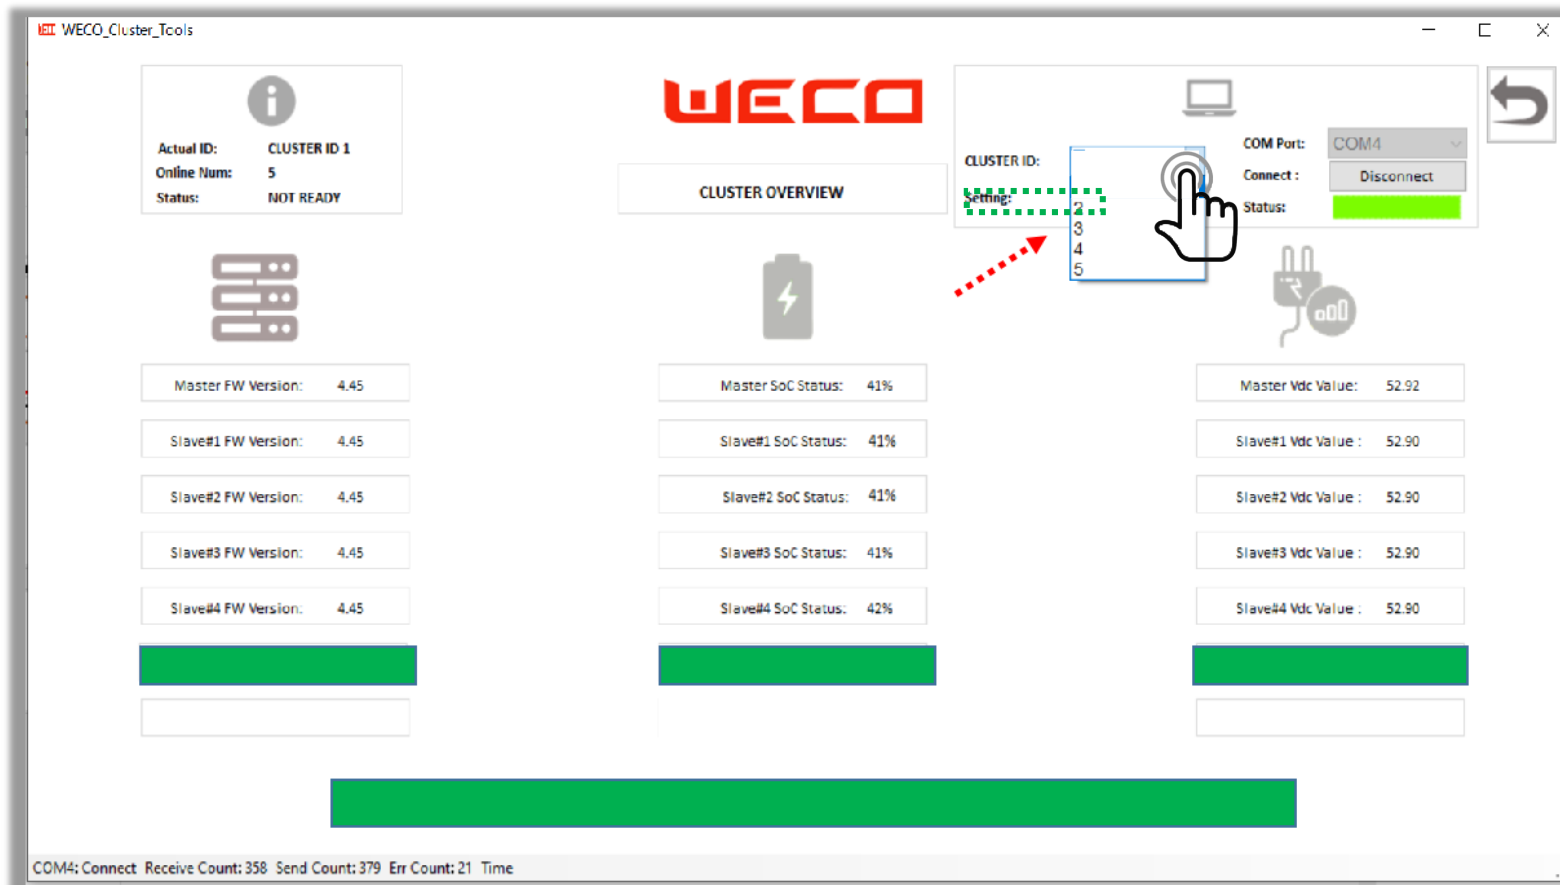 WECO_Cluster_Tools
Actual ID: CLUSTER ID 1
Online Num: 5
Status: NOT READY
WECO
CLUSTER OVERVIEW
CLUSTER ID:
Setting:
2
3
4
5
COM Port: COM4
Connect : Disconnect
Status:
Master FW Version: 4.45
Slave#1 FW Version: 4.45
Slave#2 FW Version: 4.45
Slave#3 FW Version: 4.45
Slave#4 FW Version: 4.45
Master SoC Status: 41%
Slave#1 SoC Status: 41%
Slave#2 SoC Status: 41%
Slave#3 SoC Status: 41%
Slave#4 SoC Status: 42%
Master Vdc Value: 52.92
Slave#1 Vdc Value : 52.90
Slave#2 Vdc Value : 52.90
Slave#3 Vdc Value : 52.90
Slave#4 Vdc Value : 52.90
COM4: Connect Receive Count: 358 Send Count: 379 Err Count: 21 Time